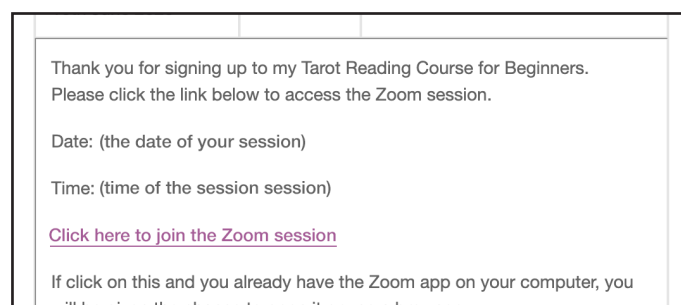 Thank you for signing up to my Tarot Reading Course for Beginners.
Please click the link below to access the Zoom session.
Date: (the date of your session)
Time: (time of the session session)
Click here to join the Zoom session
If click on this and you already have the Zoom app on your computer, you